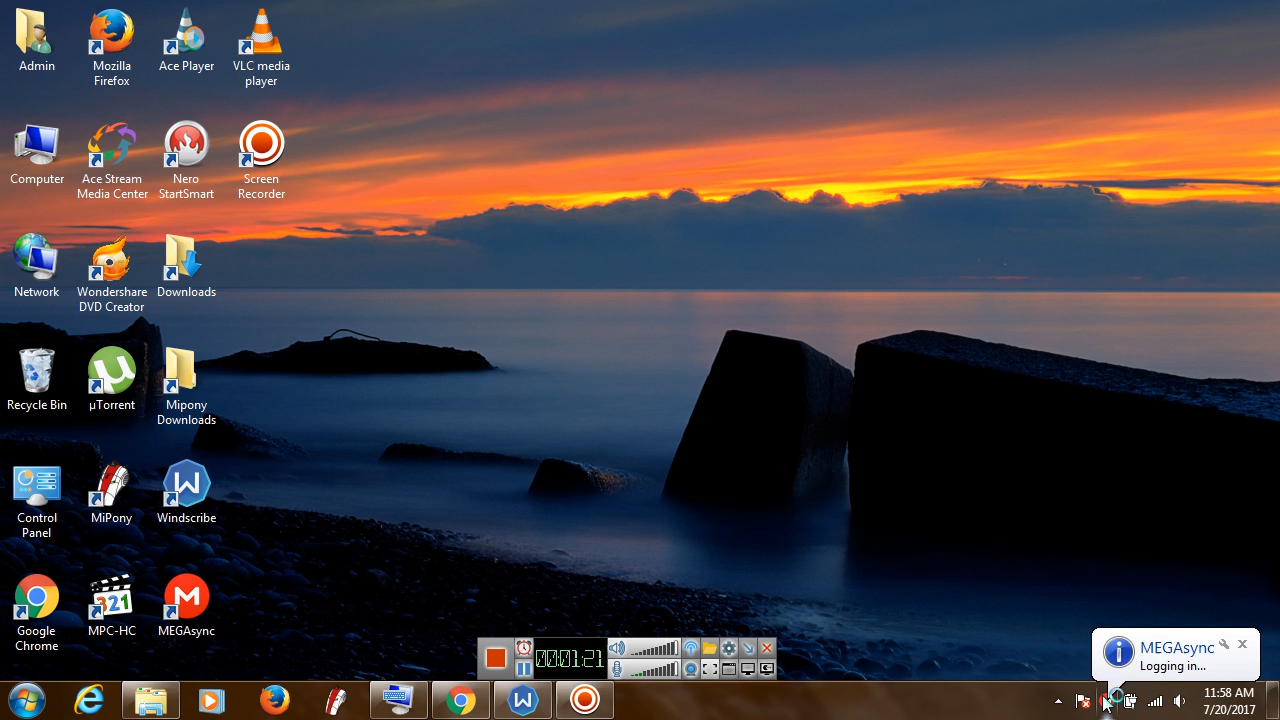 Admin
Mozilla
Firefox
Ace Player
VLC media
player
Computer
Ace Stream
Media Center
Nero
StartSmart
Screen
Recorder
Network
Wondershare
DVD Creator
Downloads
Recycle Bin
µTorrent
Mipony
Downloads
Control
Panel
MiPony
Windscribe
Google
Chrome
321
MPC-HC
MEGAsync
00:01:21
MEGAsync
Logging in...
11:58 AM
7/20/2017